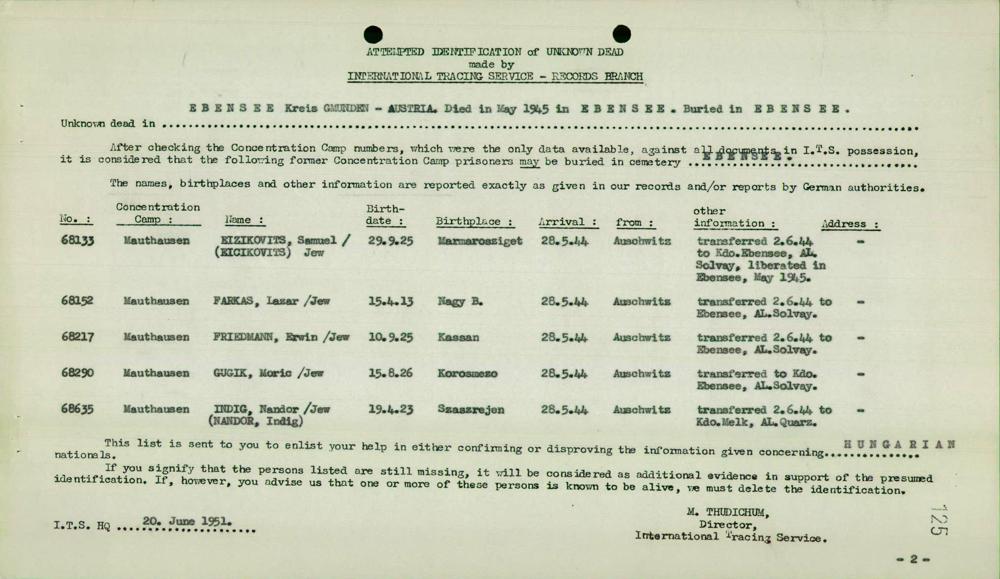 ATTEMPTED IDENTIFICATION of UNKNOWN DEAD
made by
INTERNATIONAL TRACING SERVICE - RECORDS BRANCH
E B E N S E E Kreis GMUNDEN - AUSTRIA. Died in May 1945 in E B E N S E E . Buried in E B E N S E E .
Unknown dead in ....................
After checking the Concentration Camp numbers, which were the only data available, against all documents in I.T.S. possession,
it is considered that the following former Concentration Camp prisoners may be buried in cemetery ... E B E N S E E .
The names, birthplaces and other information are reported exactly as given in our records and/or reports by German authorities.
No. : Concentration Camp : Name : Birth-date : Birthplace : Arrival : from : other information : Address :
68133 Mauthausen EIZIKOVITS, Samuel / 29.9.25 Marmarosziget 28.5.44 Auschwitz transferred 2.6.44 -
(EICIKOVITS) Jew to Kdo.Ebensee, AL.
Solvay, liberated in
Ebensee, May 1945.
68152 Mauthausen FARKAS, Lazar /Jew 15.4.13 Nagy B. 28.5.44 Auschwitz transferred 2.6.44 to -
Ebensee, AL.Solvay.
68217 Mauthausen FRIEDMANN, Erwin /Jew 10.9.25 Kassan 28.5.44 Auschwitz transferred 2.6.44 to -
Ebensee, AL.Solvay.
68290 Mauthausen GUGIK, Moric /Jew 15.8.26 Korosmezo 28.5.44 Auschwitz transferred to Kdo. -
Ebensee, AL.Solvay.
68635 Mauthausen INDIG, Nandor /Jew 19.4.23 Szaszrejen 28.5.44 Auschwitz transferred 2.6.44 to -
(NANDOR, Indig) Kdo.Melk, AL.Quarz.
This list is sent to you to enlist your help in either confirming or disproving the information given concerning... H U N G A R I A N
nationals.
If you signify that the persons listed are still missing, it will be considered as additional evidence in support of the presumed
identification. If, however, you advise us that one or more of these persons is known to be alive, we must delete the identification.
I.T.S. HQ .... 20. June 1951. ....
M. THUDICHUM,
Director,
International Tracing Service.
125
- 2 -